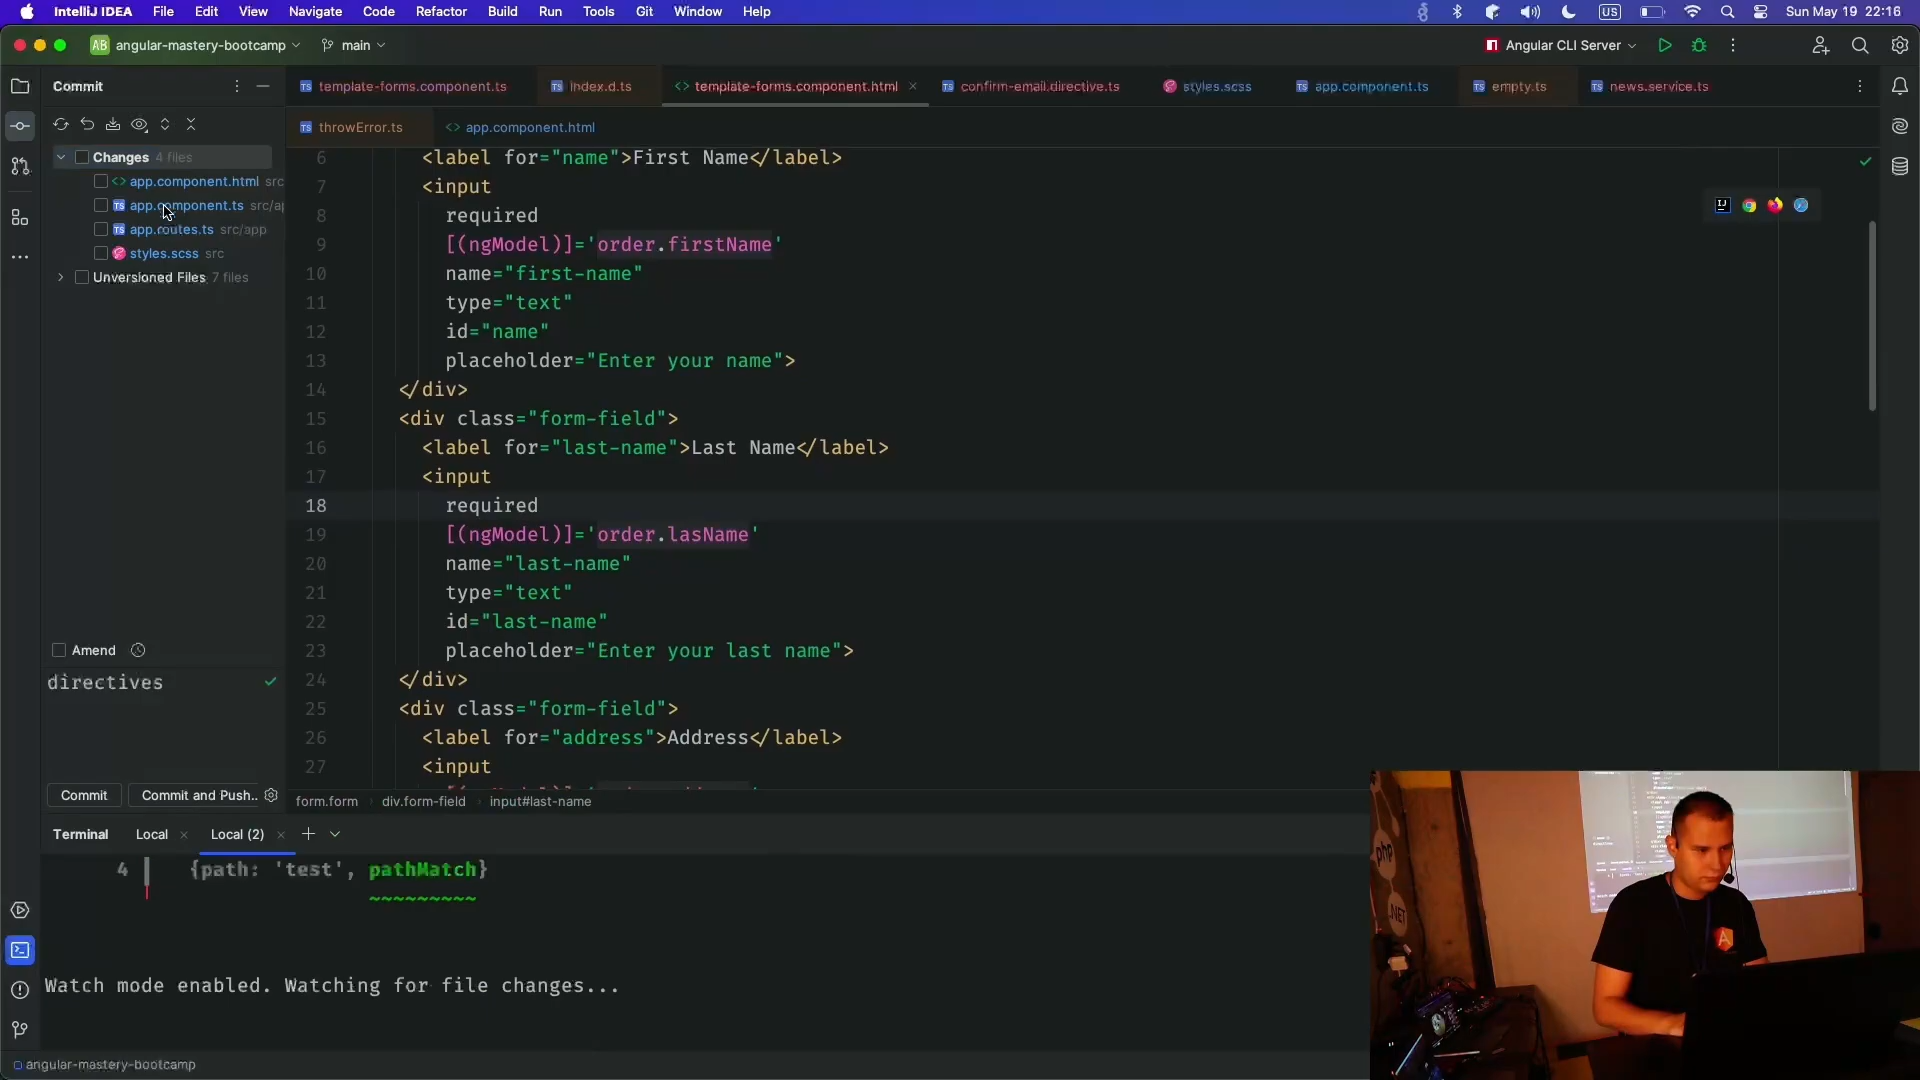 IntelliJ IDEA File Edit View Navigate Code Refactor Build Run Tools Git Window Help US Sun May 19 22:16
AB angular-mastery-bootcamp main Angular CLI Server
Commit
template-forms.component.ts index.d.ts template-forms.component.html confirm-email.directive.ts styles.scss app.component.ts empty.ts news.service.ts
throwError.ts app.component.html
Changes 4 files
app.component.html src
app.component.ts src/ap
app.routes.ts src/app
styles.scss src
Unversioned Files 7 files
6 <label for="name">First Name</label>
7 <input
8 required
9 [(ngModel)]='order.firstName'
10 name="first-name"
11 type="text"
12 id="name"
13 placeholder="Enter your name">
14 </div>
15 <div class="form-field">
16 <label for="last-name">Last Name</label>
17 <input
18 required
19 [(ngModel)]='order.lasName'
20 name="last-name"
21 type="text"
22 id="last-name"
23 placeholder="Enter your last name">
24 </div>
25 <div class="form-field">
26 <label for="address">Address</label>
27 <input
Amend
directives
Commit Commit and Push..
form.form div.form-field input#last-name
Terminal Local Local (2)
4 {path: 'test', pathMatch}
~~~~~~~~~
Watch mode enabled. Watching for file changes...
angular-mastery-bootcamp
php
.NET